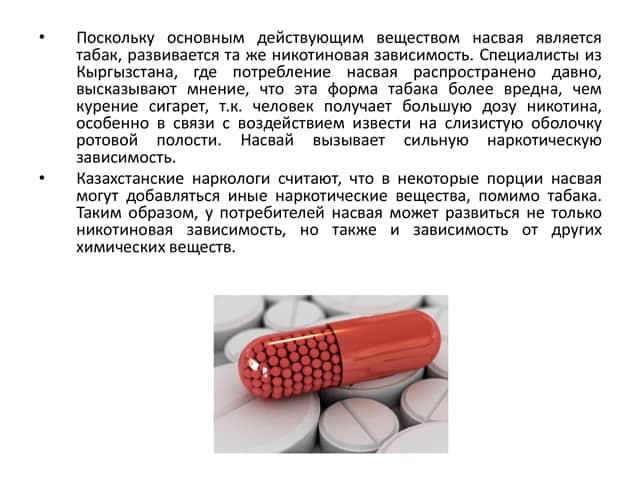 • Поскольку основным действующим веществом насвая является
табак, развивается та же никотиновая зависимость. Специалисты из
Кыргызстана, где потребление насвая распространено давно,
высказывают мнение, что эта форма табака более вредна, чем
курение сигарет, т.к. человек получает большую дозу никотина,
особенно в связи с воздействием извести на слизистую оболочку
ротовой полости. Насвай вызывает сильную наркотическую
зависимость.
• Казахстанские наркологи считают, что в некоторые порции насвая
могут добавляться иные наркотические вещества, помимо табака.
Таким образом, у потребителей насвая может развиться не только
никотиновая зависимость, но также и зависимость от других
химических веществ.